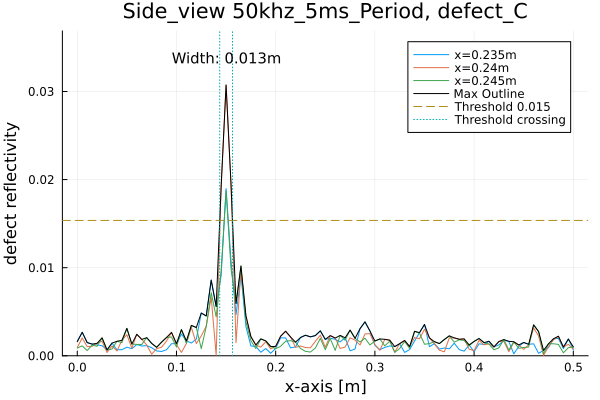 Side_view 50khz_5ms_Period, defect_C
Width: 0.013m
x=0.235m
x=0.24m
x=0.245m
Max Outline
Threshold 0.015
Threshold crossing
defect reflectivity
0.03
0.02
0.01
0.00
0.0 0.1 0.2 0.3 0.4 0.5
x-axis [m]